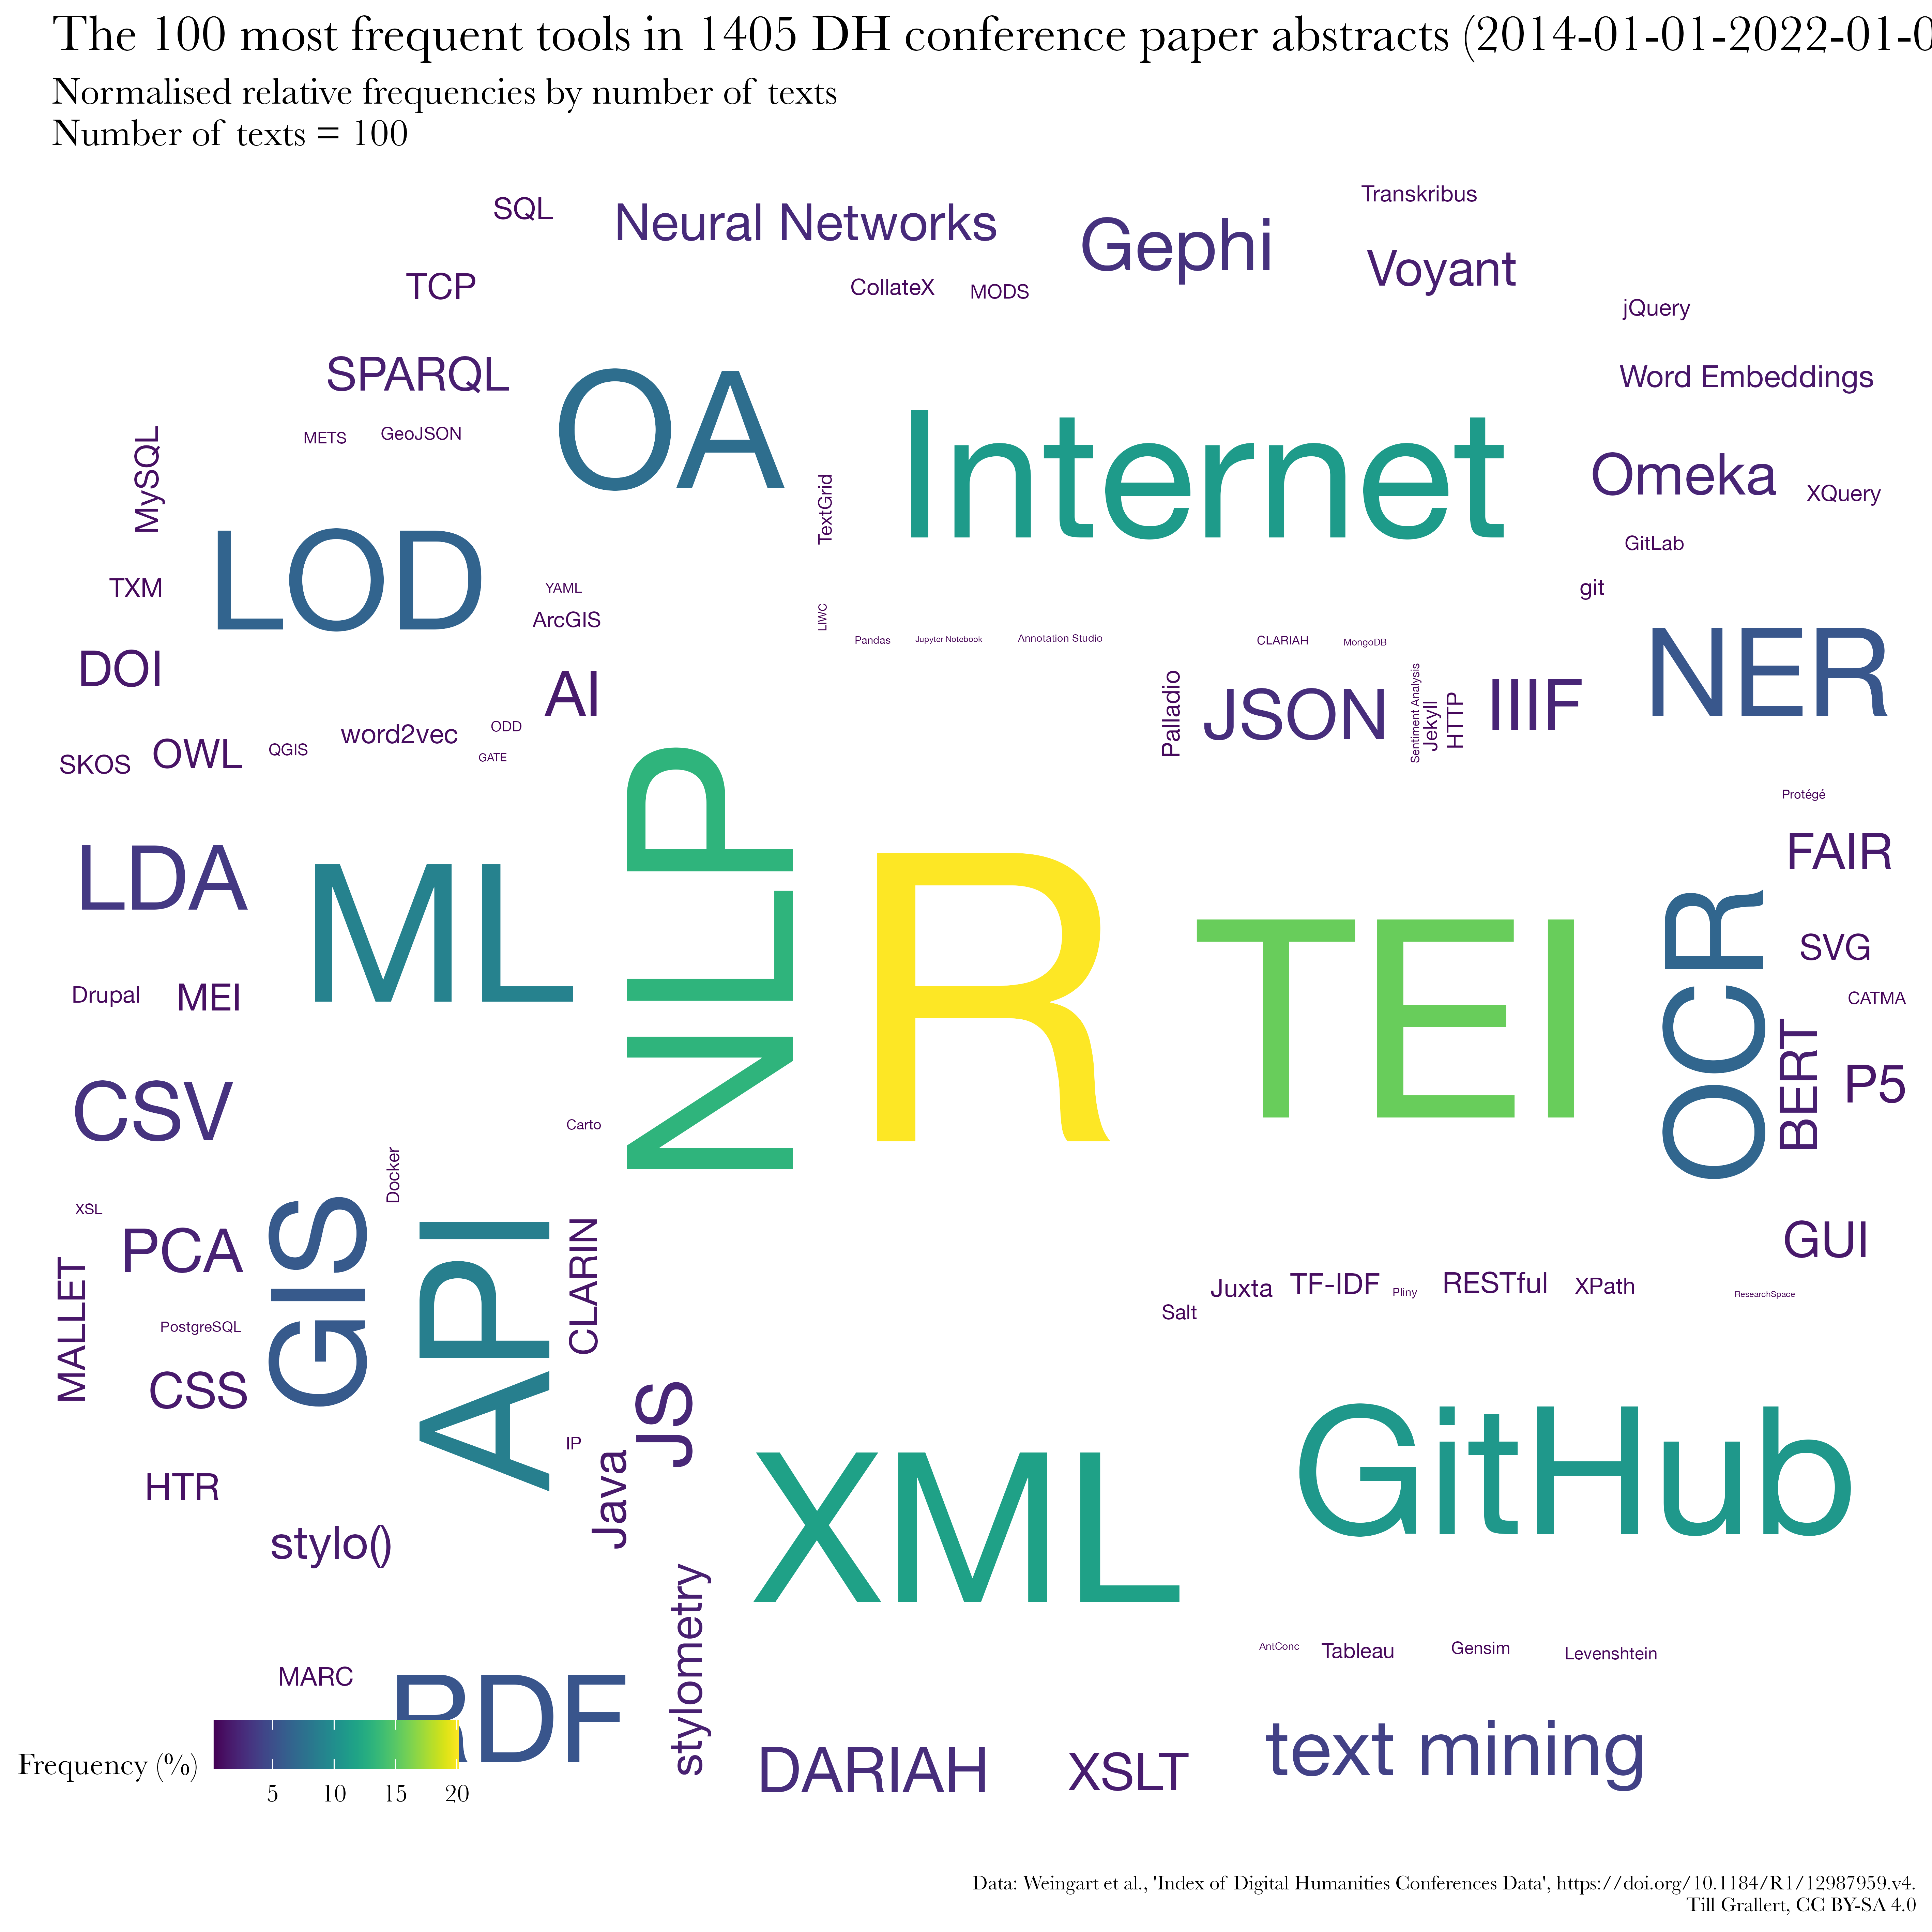 The 100 most frequent tools in 1405 DH conference paper abstracts (2014-01-01-2022-01-0
Normalised relative frequencies by number of texts
Number of texts = 100
Transkribus
SQL
Neural Networks
Gephi
Voyant
TCP
CollateX
MODS
jQuery
SPARQL
OA
Internet
Word Embeddings
METS
GeoJSON
MySQL
TextGrid
Omeka
XQuery
LOD
GitLab
TXM
YAML
git
ArcGIS
LIWC
Pandas
Jupyter Notebook
Annotation Studio
CLARIAH
MongoDB
NER
DOI
AI
Palladio
JSON
Sentiment Analysis
Jekyll
HTTP
IIIF
SKOS
OWL
QGIS
word2vec
ODD
GATE
Protégé
LDA
ML
NLP
R
TEI
OCR
FAIR
SVG
Drupal
MEI
CATMA
CSV
BERT
P5
Carto
Docker
XSL
PCA
GIS
API
CLARIN
GUI
MALLET
Juxta
TF-IDF
Pliny
RESTful
XPath
ResearchSpace
Salt
PostgreSQL
CSS
JS
IP
Java
XML
GitHub
HTR
stylo()
stylometry
AntConc
Tableau
Gensim
Levenshtein
MARC
RDF
DARIAH
XSLT
text mining
Frequency (%)
5 10 15 20
Data: Weingart et al., 'Index of Digital Humanities Conferences Data', https://doi.org/10.1184/R1/12987959.v4.
Till Grallert, CC BY-SA 4.0